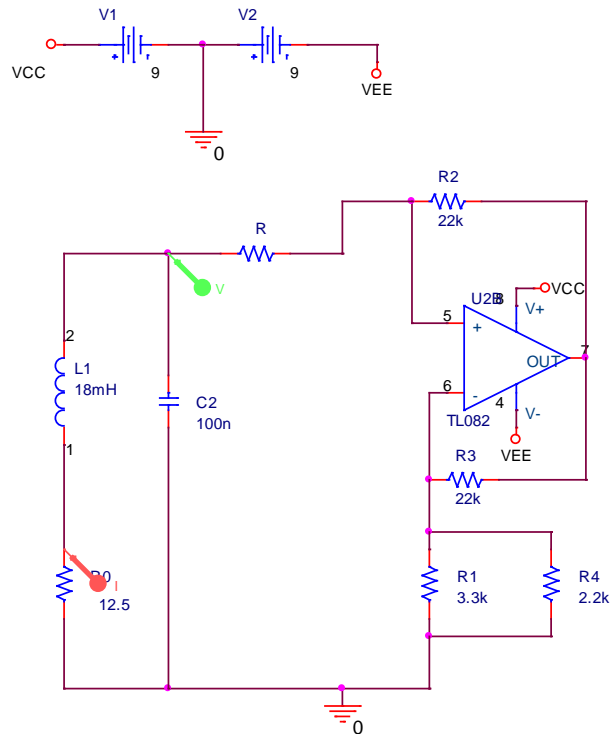 V1
V2
+
+
VCC
9
9
VEE
0
R2
22k
R
V
U2B
8
VCC
V+
5
+
2
L1
18mH
1
7
OUT
6
-
4
V-
TL082
VEE
C2
100n
R3
22k
I
12.5
R1
3.3k
R4
2.2k
0